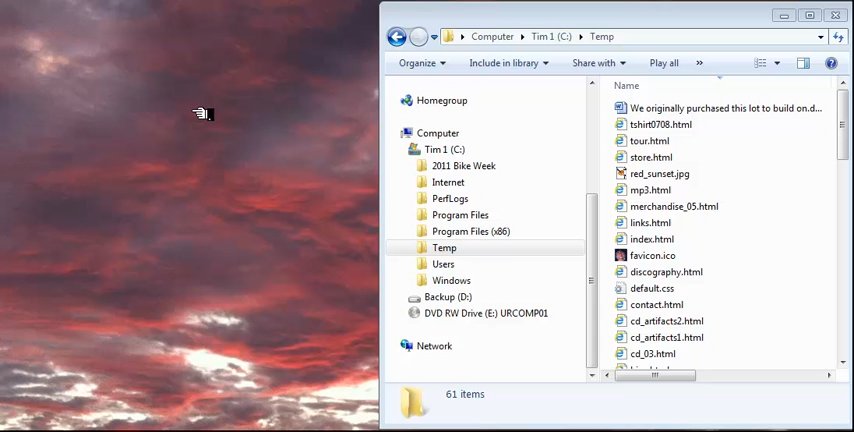 Computer Tim 1 (C:) Temp
Organize Include in library Share with Play all »
Name
Homegroup
Computer
Tim 1 (C:)
2011 Bike Week
Internet
PerfLogs
Program Files
Program Files (x86)
Temp
Users
Windows
Backup (D:)
DVD RW Drive (E:) URCOMP01
Network
We originally purchased this lot to build on.d...
tshirt0708.html
tour.html
store.html
red_sunset.jpg
mp3.html
merchandise_05.html
links.html
index.html
favicon.ico
discography.html
default.css
contact.html
cd_artifacts2.html
cd_artifacts1.html
cd_03.html
61 items